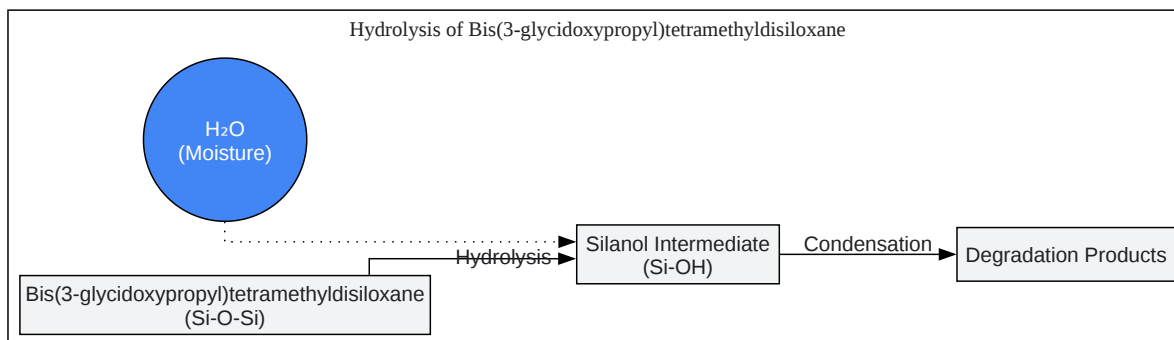 Hydrolysis of Bis(3-glycidoxypropyl)tetramethyldisiloxane
H₂O
(Moisture)
Hydrolysis
Silanol Intermediate
(Si-OH)
Condensation
Degradation Products
Bis(3-glycidoxypropyl)tetramethyldisiloxane
(Si-O-Si)